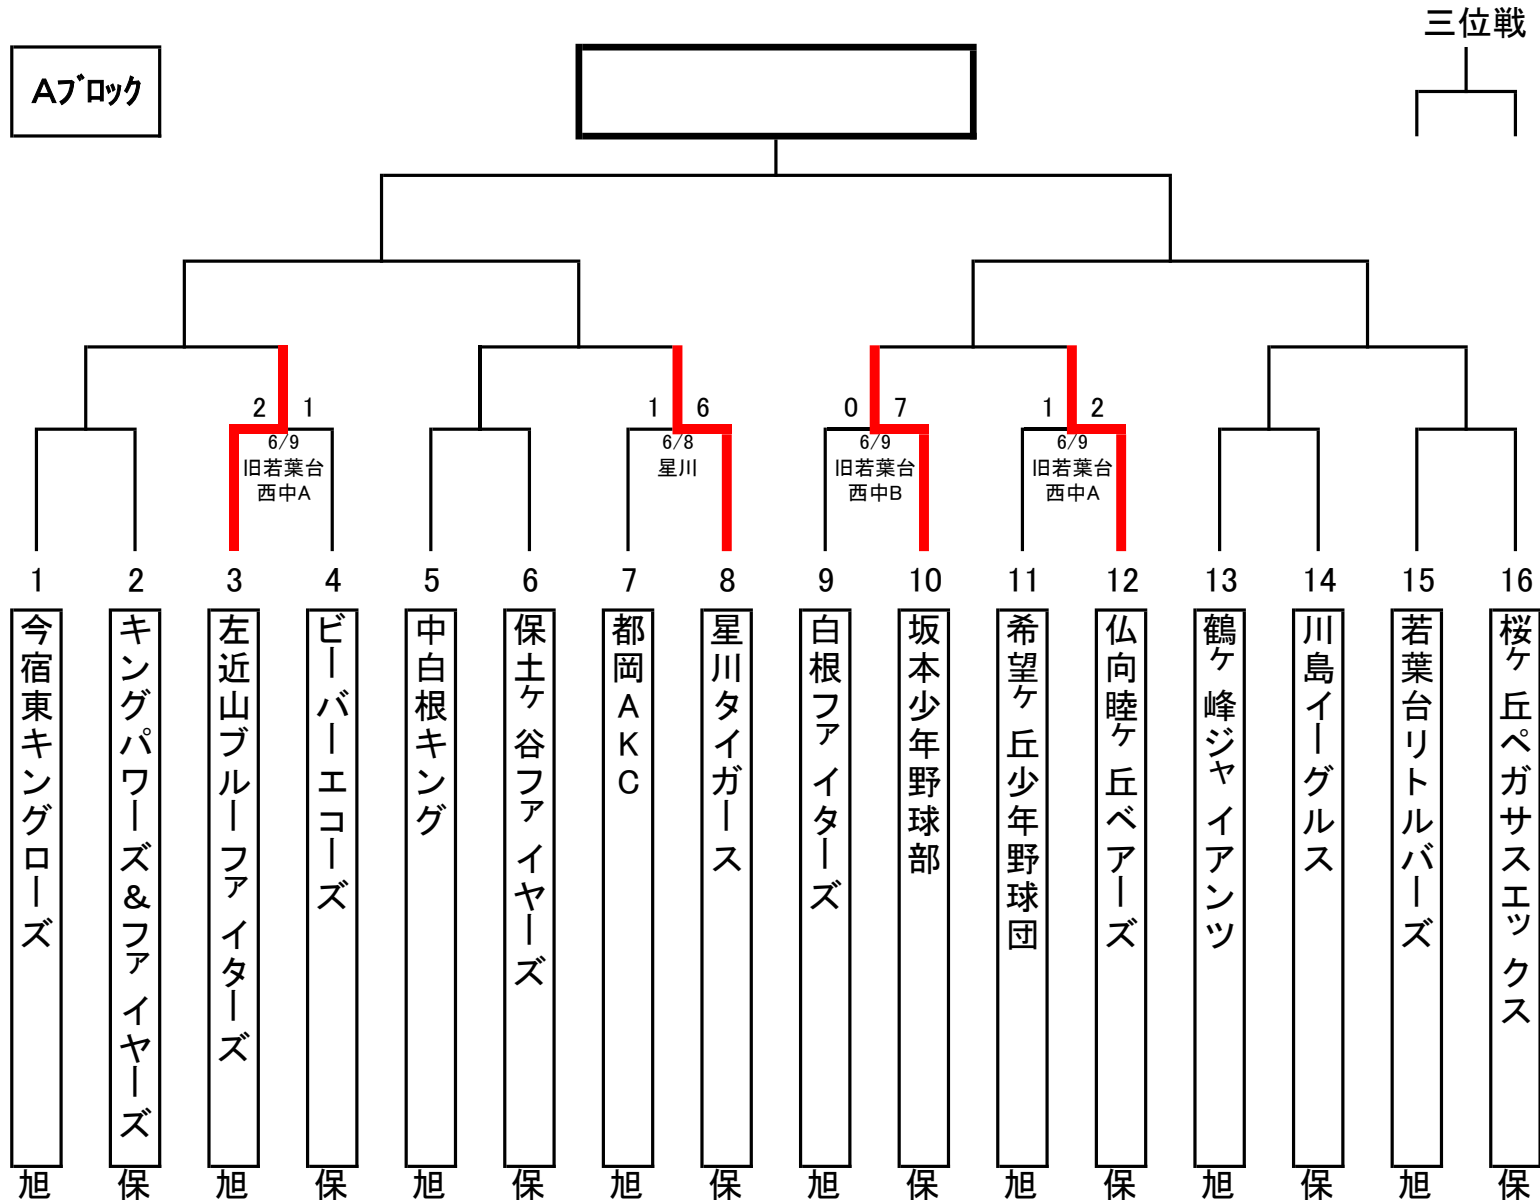 三位戦
Aブロック
2 1
6/9
旧若葉台
西中A
1 6
6/8
星川
0 7
6/9
旧若葉台
西中B
1 2
6/9
旧若葉台
西中A
1 2 3 4 5 6 7 8 9 10 11 12 13 14 15 16
今宿東キングローズ
キングパワーズ&ファイヤーズ
左近山ブルーファイターズ
ビーバーエコーズ
中白根キング
保土ヶ谷ファイヤーズ
都岡AKC
星川タイガース
白根ファイターズ
坂本少年野球部
希望ヶ丘少年野球団
仏向睦ヶ丘ベアーズ
鶴ヶ峰ジャイアンツ
川島イーグルス
若葉台リトルバーズ
桜ヶ丘ペガサスエックス
旭 保 旭 保 旭 保 旭 保 旭 保 旭 保 旭 保 旭 保